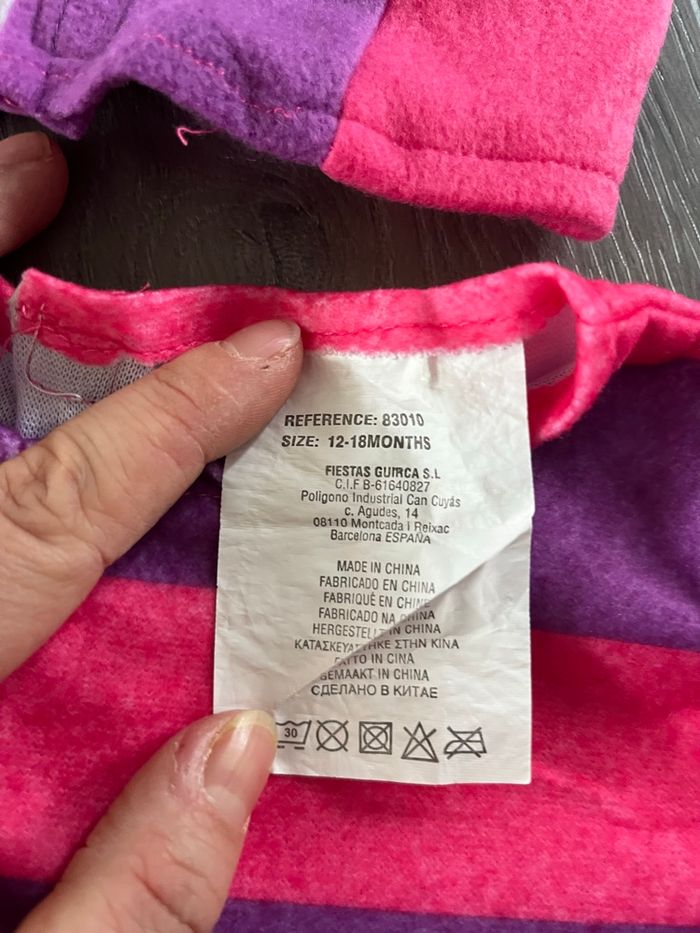 REFERENCE: 83010
SIZE: 12-18MONTHS
FIESTAS GUIRCA S.L
C.I.F B-61640827
Poligono Industrial Can Cuyás
c. Agudes, 14
08110 Montcada i Reixac
Barcelona ESPAÑA
MADE IN CHINA
FABRICADO EN CHINA
FABRIQUÉ EN CHINE
FABRICADO NA CHINA
HERGESTELLT IN CHINA
ΚΑΤΑΣΚΕΥΑΣΤΗΚΕ ΣΤΗΝ ΚΙΝΑ
FATTO IN CINA
GEMAAKT IN CHINA
СДЕЛАНО В КИТАЕ
30